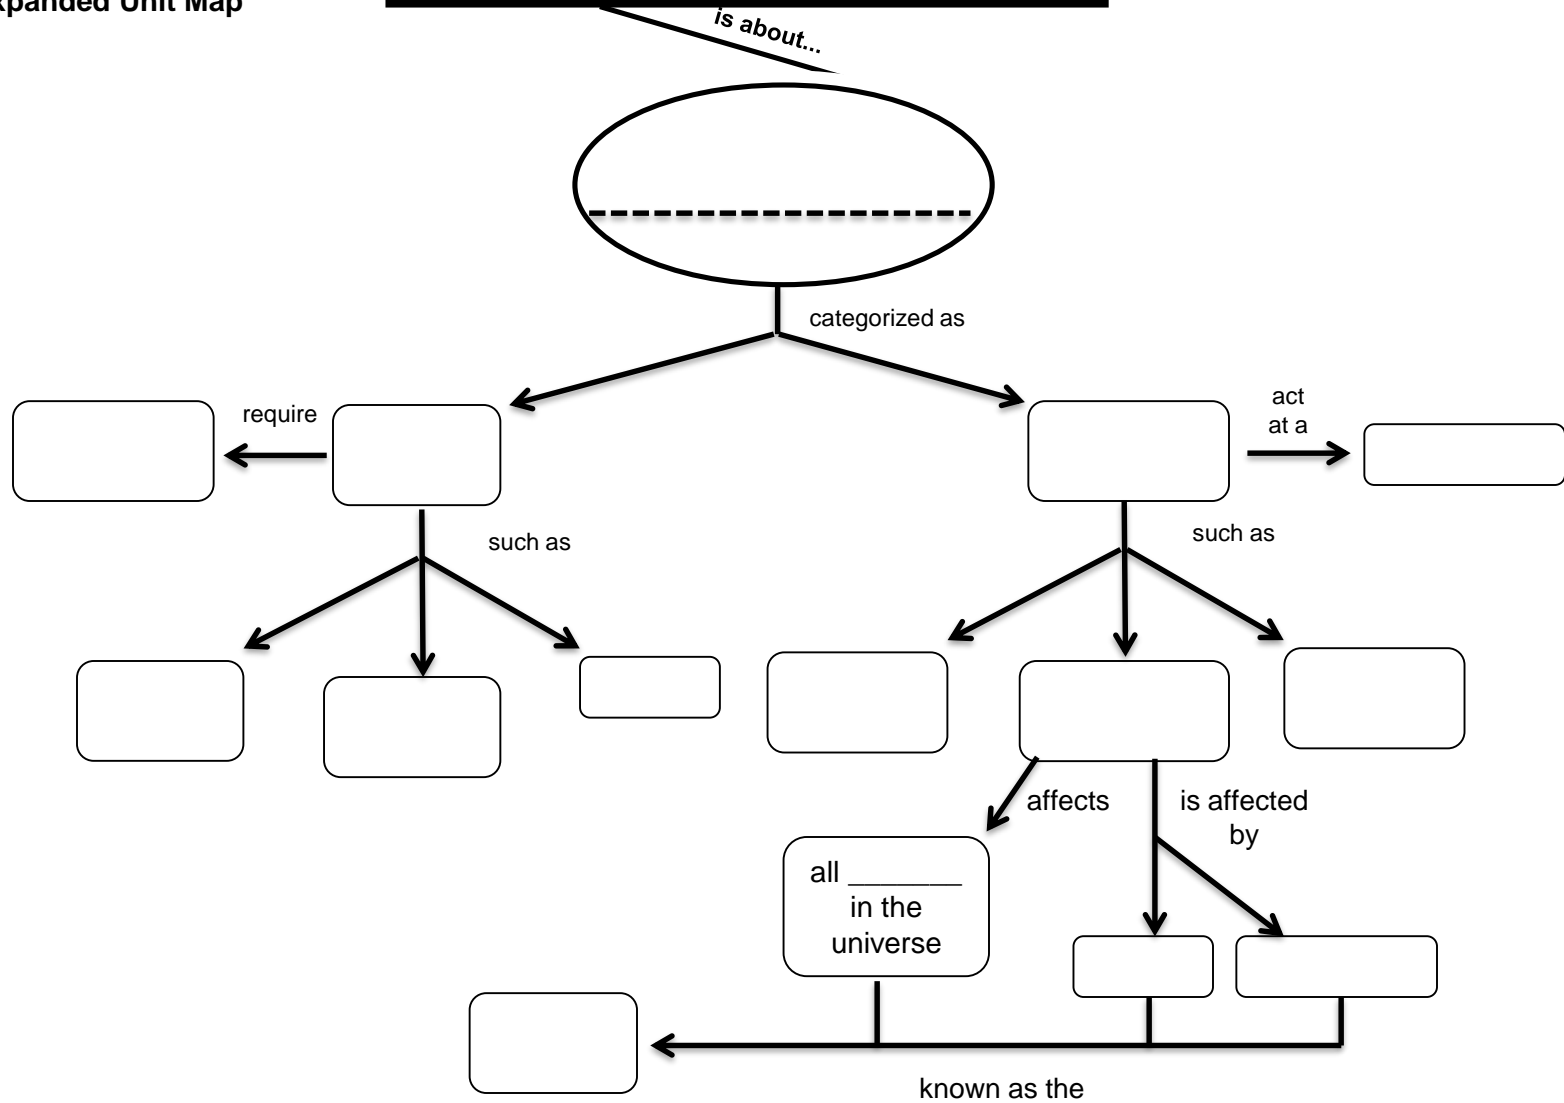 xpanded Unit Map
is about...
categorized as
require
act
at a
such as
such as
affects
is affected
by
all _______
in the
universe
known as the